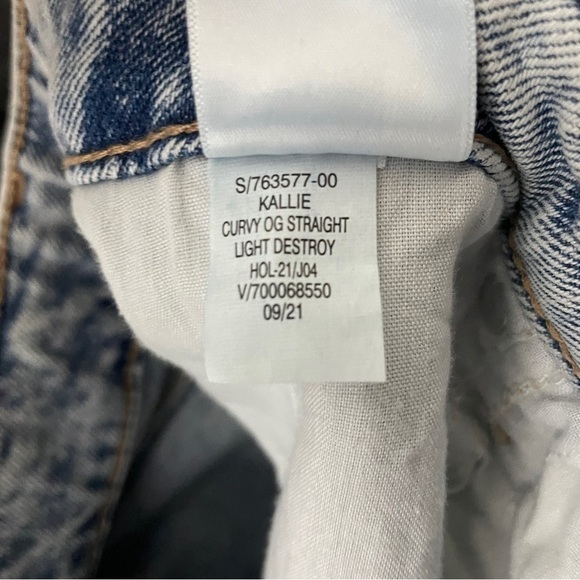 S/763577-00
KALLIE
CURVY OG STRAIGHT
LIGHT DESTROY
HOL-21/J04
V/700068550
09/21